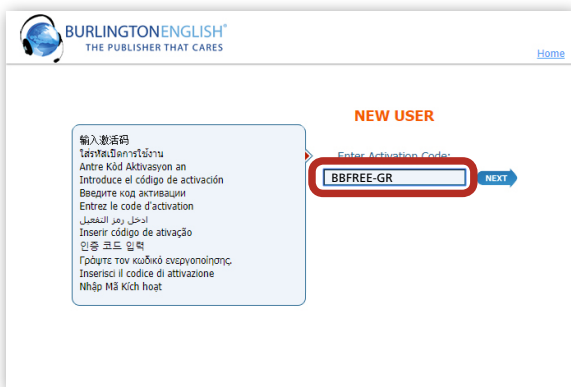 BURLINGTONENGLISH®
THE PUBLISHER THAT CARES
Home
NEW USER
输入激活码
ใส่รหัสเปิดการใช้งาน
Antre Kòd Aktivasyon an
Introduce el código de activación
Введите код активации
Entrez le code d'activation
ادخل رمز التفعيل
Inserir código de ativação
인증 코드 입력
Γράψτε τον κωδικό ενεργοποίησης.
Inserisci il codice di attivazione
Nhập Mã Kích hoạt
Enter Activation Code:
BBFREE-GR
NEXT